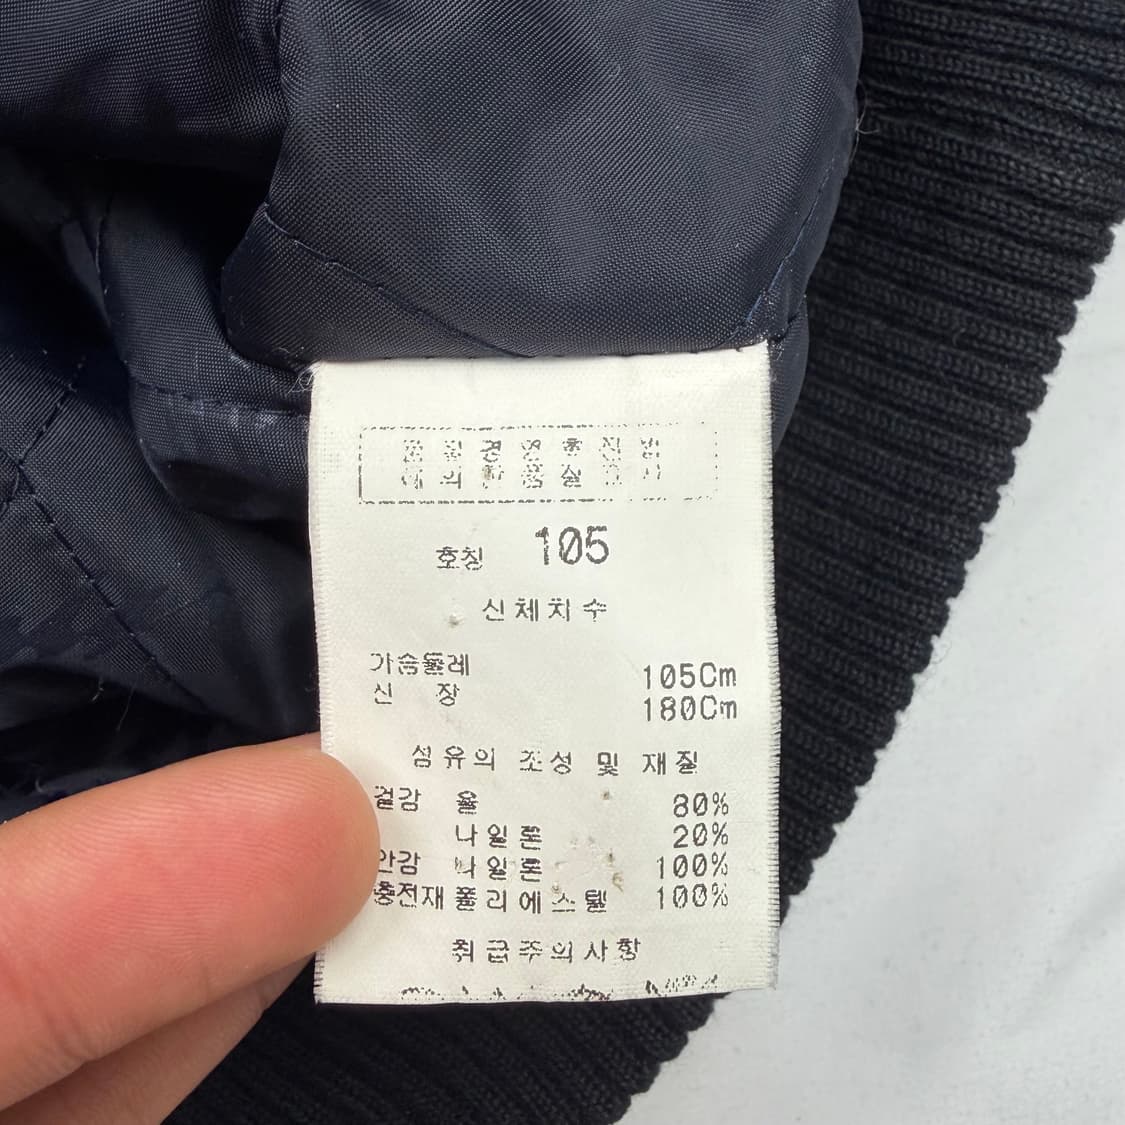 호칭 105
신체치수
가슴둘레 105Cm
신 장 180Cm
섬유의 조성 및 재질
겉감 울 80%
나일론 20%
안감 나일론 100%
충전재 폴리에스텔 100%
취급주의사항